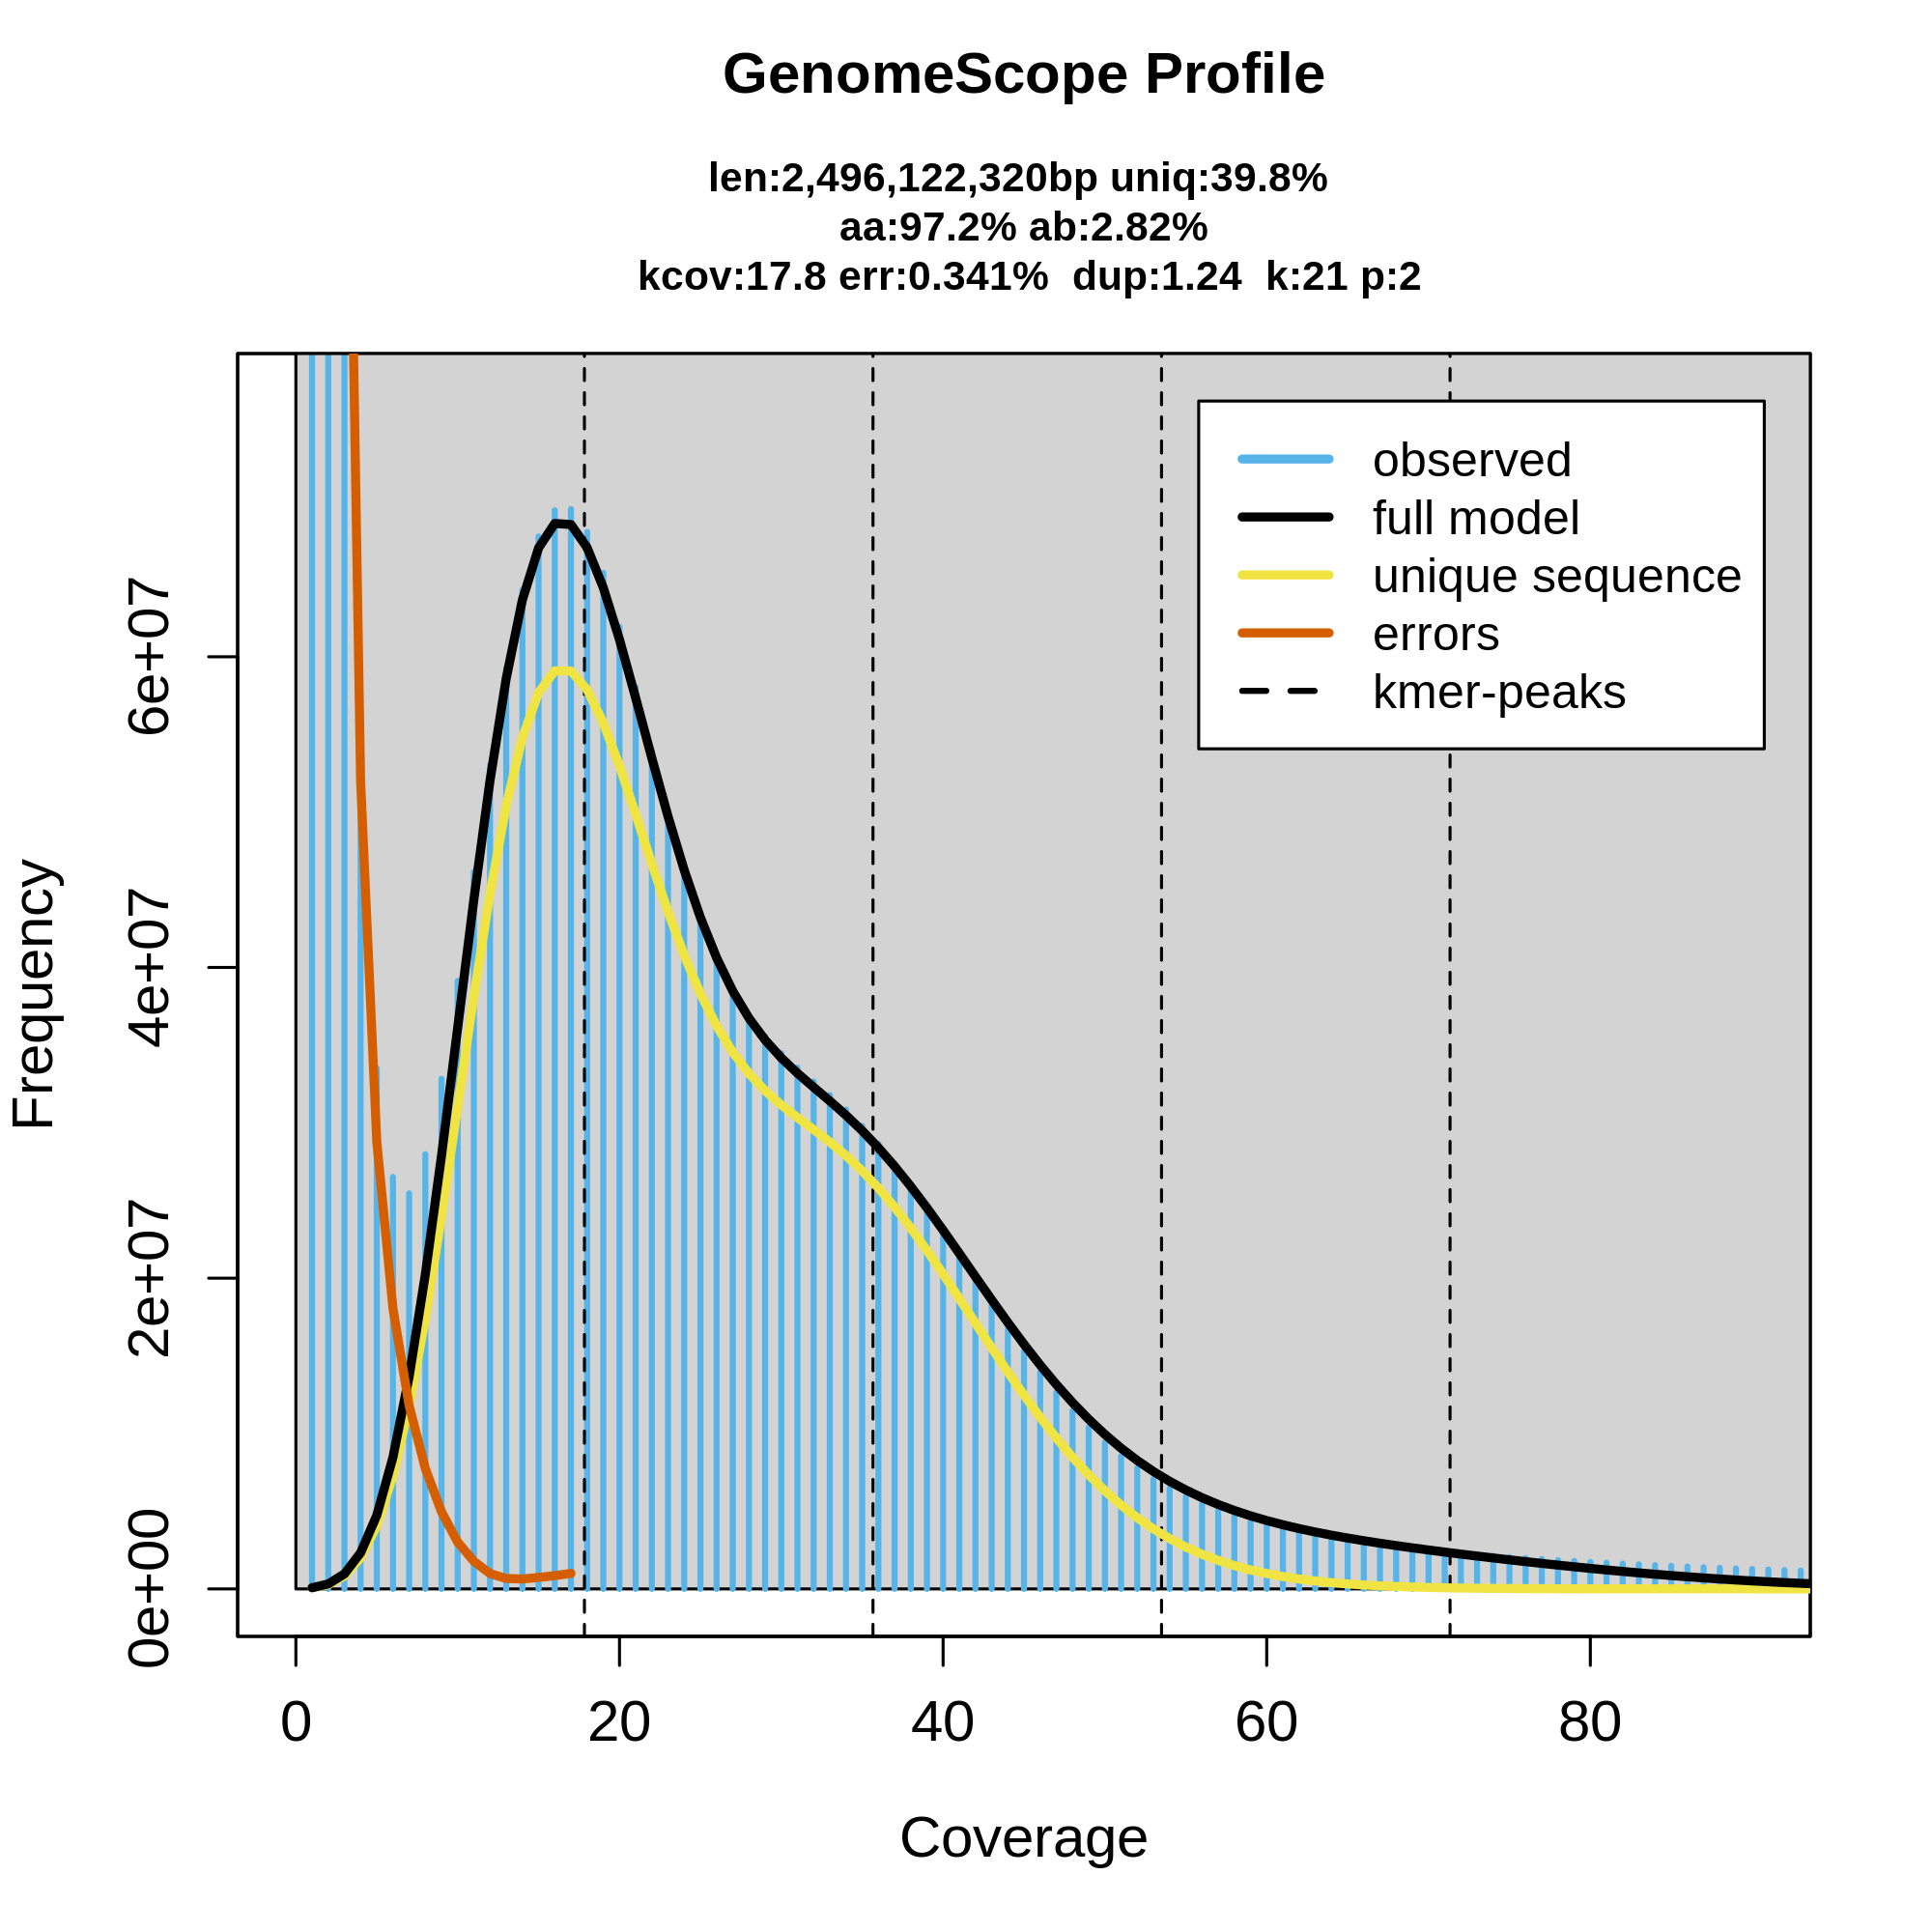 GenomeScope Profile
len:2,496,122,320bp uniq:39.8%
aa:97.2% ab:2.82%
kcov:17.8 err:0.341%  dup:1.24  k:21 p:2
observed
full model
unique sequence
errors
kmer-peaks
Frequency
6e+07
4e+07
2e+07
0e+00
0 20 40 60 80
Coverage